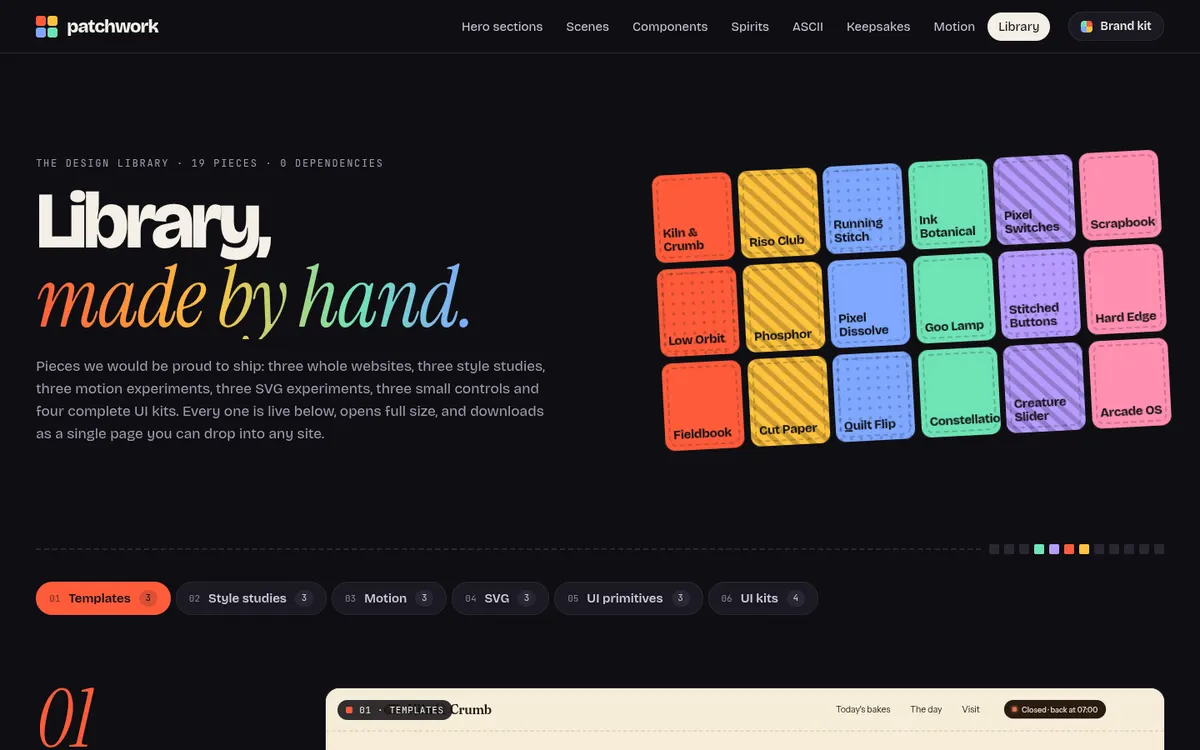 patchwork
Hero sections
Scenes
Components
Spirits
ASCII
Keepsakes
Motion
Library
Brand kit
THE DESIGN LIBRARY · 19 PIECES · 0 DEPENDENCIES
Library,
made by hand.
Pieces we would be proud to ship: three whole websites, three style studies,
three motion experiments, three SVG experiments, three small controls and
four complete UI kits. Every one is live below, opens full size, and downloads
as a single page you can drop into any site.
Kiln &
Crumb
Riso Club
Running
Stitch
Ink
Botanical
Pixel
Switches
Scrapbook
Low Orbit
Phosphor
Pixel
Dissolve
Goo Lamp
Stitched
Buttons
Hard Edge
Fieldbook
Cut Paper
Quilt Flip
Constellatio
Creature
Slider
Arcade OS
01 Templates 3
02 Style studies 3
03 Motion 3
04 SVG 3
05 UI primitives 3
06 UI kits 4
01
01 · TEMPLATES
Crumb
Today's bakes
The day
Visit
Closed · back at 07:00